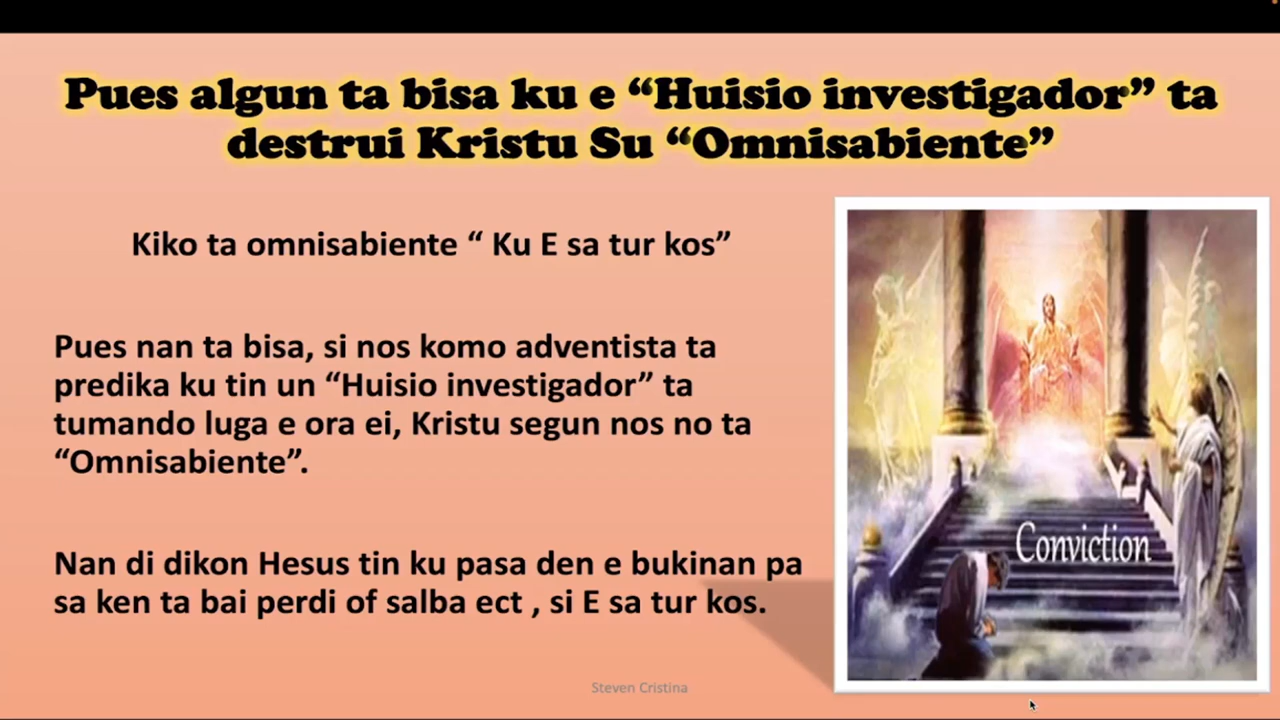 Pues algun ta bisa ku e “Huisio investigador” ta
destrui Kristu Su “Omnisabiente”
Kiko ta omnisabiente “ Ku E sa tur kos”
Pues nan ta bisa, si nos komo adventista ta
predika ku tin un “Huisio investigador” ta
tumando luga e ora ei, Kristu segun nos no ta
“Omnisabiente”.
Nan di dikon Hesus tin ku pasa den e bukinan pa
sa ken ta bai perdi of salba ect , si E sa tur kos.
Conviction
Steven Cristina